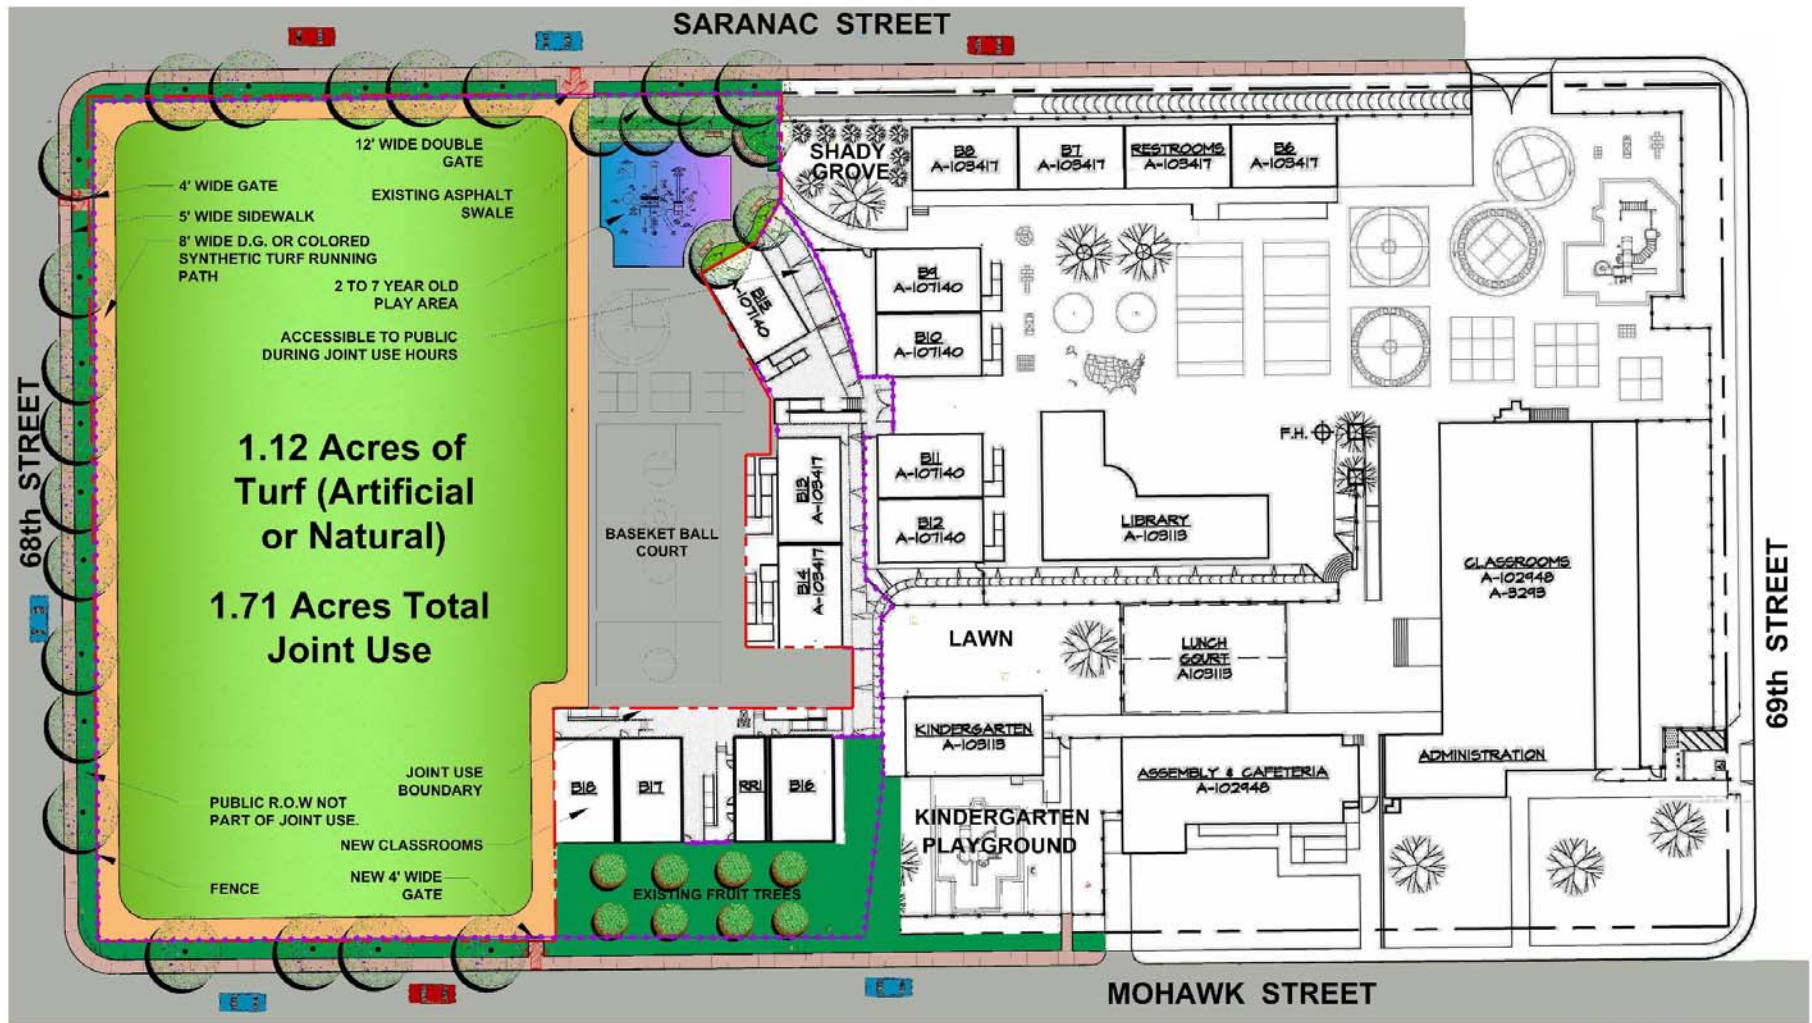 SARANAC STREET
12' WIDE DOUBLE
GATE
4' WIDE GATE
EXISTING ASPHALT
SWALE
5' WIDE SIDEWALK
8' WIDE D.G. OR COLORED
SYNTHETIC TURF RUNNING
PATH
2 TO 7 YEAR OLD
PLAY AREA
ACCESSIBLE TO PUBLIC
DURING JOINT USE HOURS
68th STREET
1.12 Acres of
Turf (Artificial
or Natural)
1.71 Acres Total
Joint Use
BASEKET BALL
COURT
JOINT USE
BOUNDARY
PUBLIC R.O.W NOT
PART OF JOINT USE.
NEW CLASSROOMS
FENCE
NEW 4' WIDE
GATE
B18
B17
RR1
B16
EXISTING FRUIT TREES
SHADY
GROVE
B8
A-103417
B7
A-103417
RESTROOMS
A-103417
B6
A-103417
B15
A-107140
B9
A-107140
B10
A-107140
B11
A-107140
B12
A-107140
B13
A-103417
B14
A-103417
F.H.
LIBRARY
A-103113
CLASSROOMS
A-102948
A-3293
LAWN
LUNCH
COURT
A103113
KINDERGARTEN
A-103113
ADMINISTRATION
ASSEMBLY & CAFETERIA
A-102948
KINDERGARTEN
PLAYGROUND
69th STREET
MOHAWK STREET